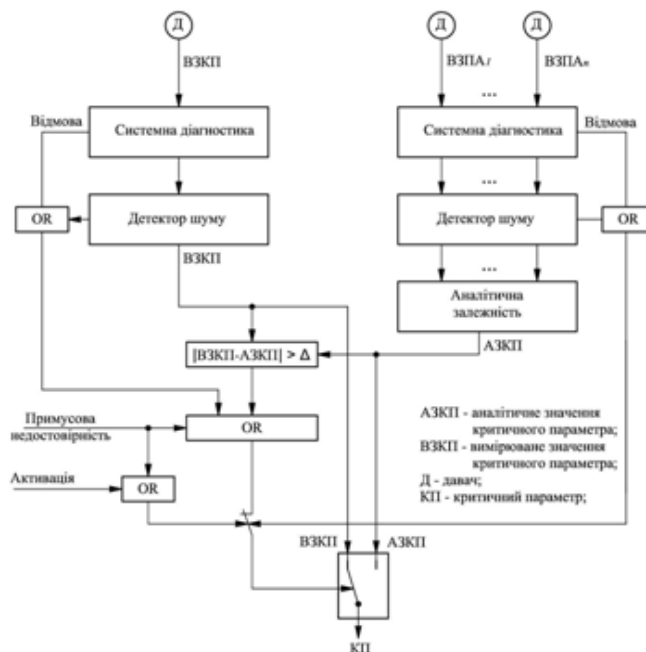 Д Д Д
ВЗКП ВЗПА1 ВЗПАn
...
Відмова Системна діагностика Системна діагностика Відмова
...
OR Детектор шуму Детектор шуму OR
ВЗКП ...
Аналітична
залежність
АЗКП
|ВЗКП-АЗКП| > Δ
Примусова
недостовірність
OR
Активація
OR
АЗКП - аналітичне значення
критичного параметра;
ВЗКП - вимірюване значення
критичного параметра;
Д - давач;
КП - критичний параметр;
ВЗКП АЗКП
КП